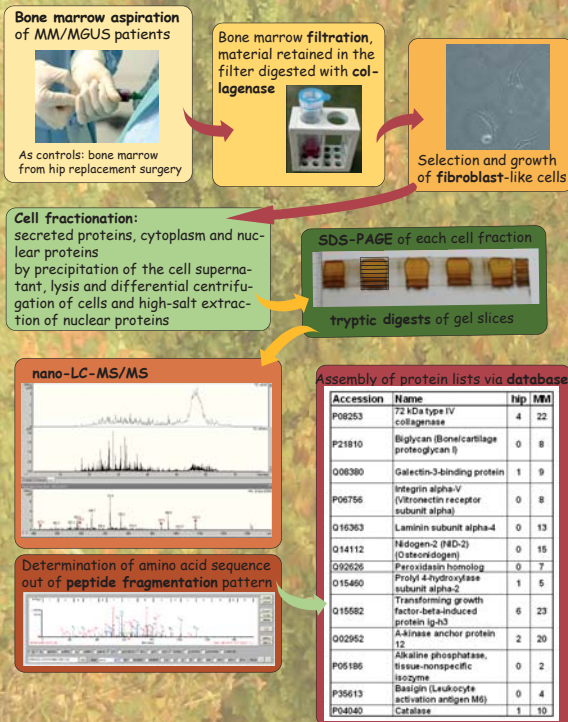 Bone marrow aspiration
of MM/MGUS patients
As controls: bone marrow
from hip replacement surgery
Bone marrow filtration,
material retained in the
filter digested with col-
lagenase
Selection and growth
of fibroblast-like cells
Cell fractionation:
secreted proteins, cytoplasm and nuc-
lear proteins
by precipitation of the cell superna-
tant, lysis and differential centrifu-
gation of cells and high-salt extrac-
tion of nuclear proteins
SDS-PAGE of each cell fraction
tryptic digests of gel slices
nano-LC-MS/MS
Determination of amino acid sequence
out of peptide fragmentation pattern
Assembly of protein lists via database
Accession Name hip MM
P08253 72 kDa type IV collagenase 4 22
P21810 Biglycan (Bone/cartilage proteoglycan I) 0 8
Q08380 Galectin-3-binding protein 1 9
P06756 Integrin alpha-V (Vitronectin receptor subunit alpha) 0 8
Q16363 Laminin subunit alpha-4 0 13
Q14112 Nidogen-2 (NID-2) (Osteonidogen) 0 15
Q92626 Peroxidasin homolog 0 7
O15460 Prolyl 4-hydroxylase subunit alpha-2 1 5
Q15582 Transforming growth factor-beta-induced protein ig-h3 6 23
Q02952 A-kinase anchor protein 12 2 20
P05186 Alkaline phosphatase, tissue-nonspecific isozyme 0 2
P35613 Basigin (Leukocyte activation antigen M6) 0 4
P04040 Catalase 1 10